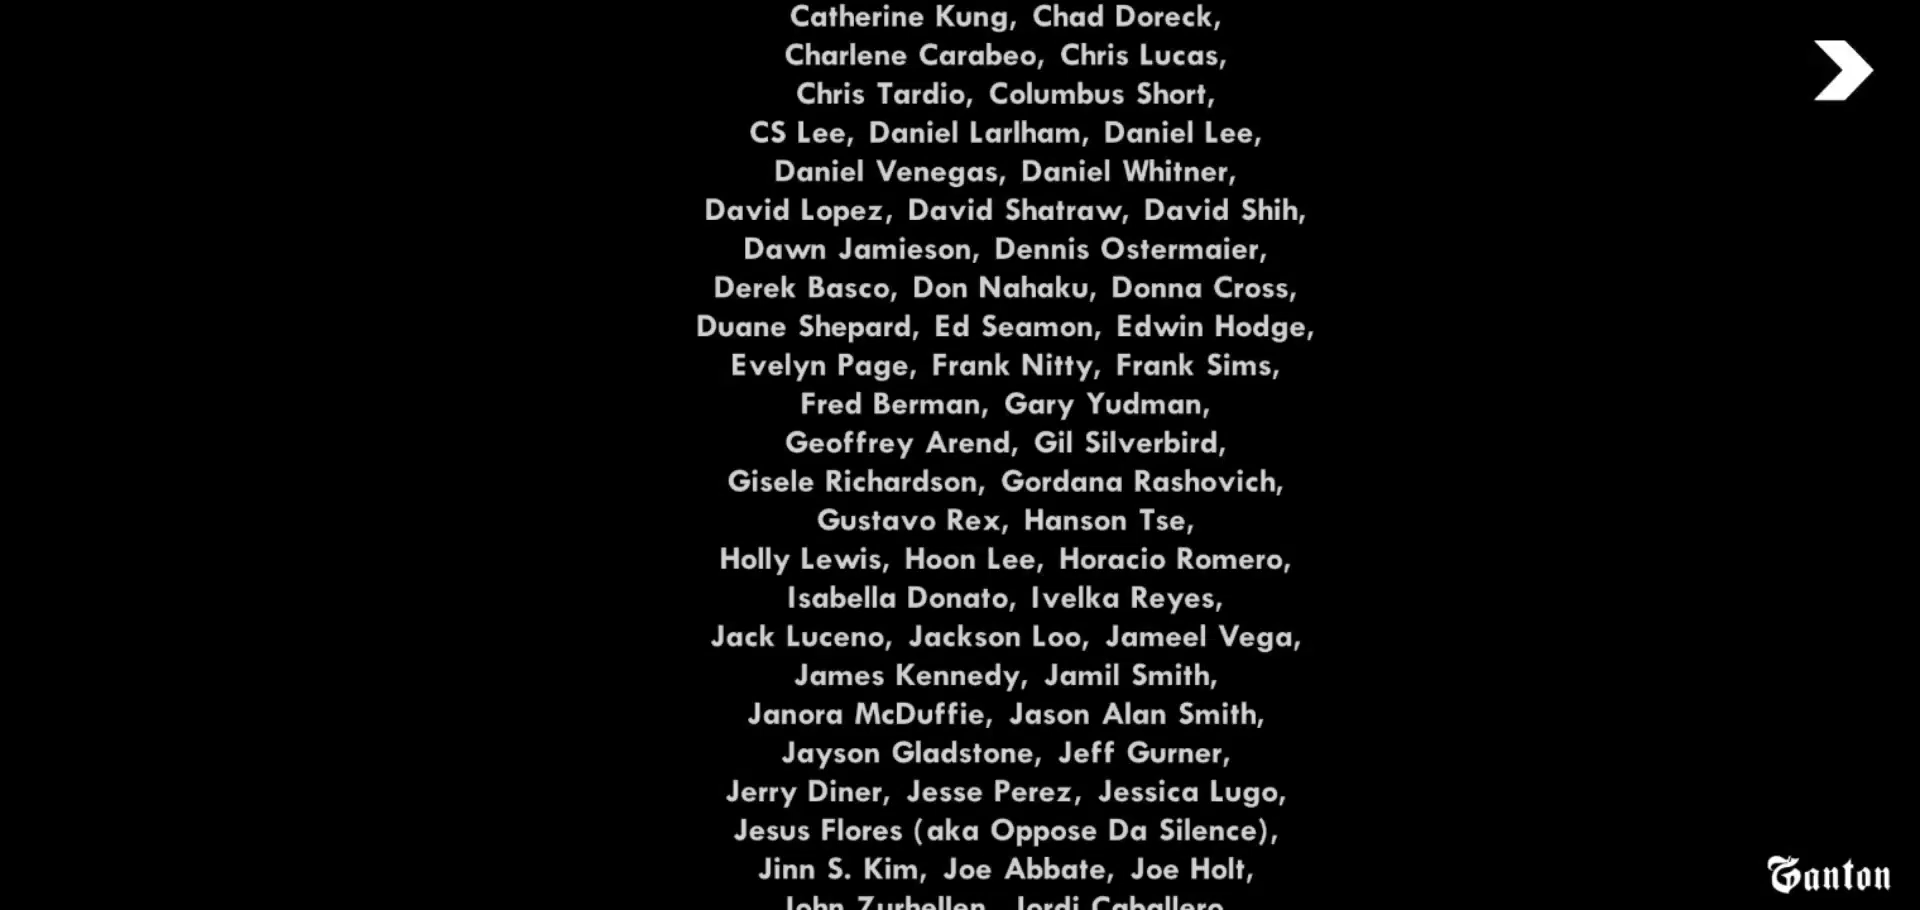 Catherine Kung, Chad Doreck,
Charlene Carabeo, Chris Lucas,
Chris Tardio, Columbus Short,
CS Lee, Daniel Larlham, Daniel Lee,
Daniel Venegas, Daniel Whitner,
David Lopez, David Shatraw, David Shih,
Dawn Jamieson, Dennis Ostermaier,
Derek Basco, Don Nahaku, Donna Cross,
Duane Shepard, Ed Seamon, Edwin Hodge,
Evelyn Page, Frank Nitty, Frank Sims,
Fred Berman, Gary Yudman,
Geoffrey Arend, Gil Silverbird,
Gisele Richardson, Gordana Rashovich,
Gustavo Rex, Hanson Tse,
Holly Lewis, Hoon Lee, Horacio Romero,
Isabella Donato, Ivelka Reyes,
Jack Luceno, Jackson Loo, Jameel Vega,
James Kennedy, Jamil Smith,
Janora McDuffie, Jason Alan Smith,
Jayson Gladstone, Jeff Gurner,
Jerry Diner, Jesse Perez, Jessica Lugo,
Jesus Flores (aka Oppose Da Silence),
Jinn S. Kim, Joe Abbate, Joe Holt,
John Zurhellen, Jordi Caballero
Ganton